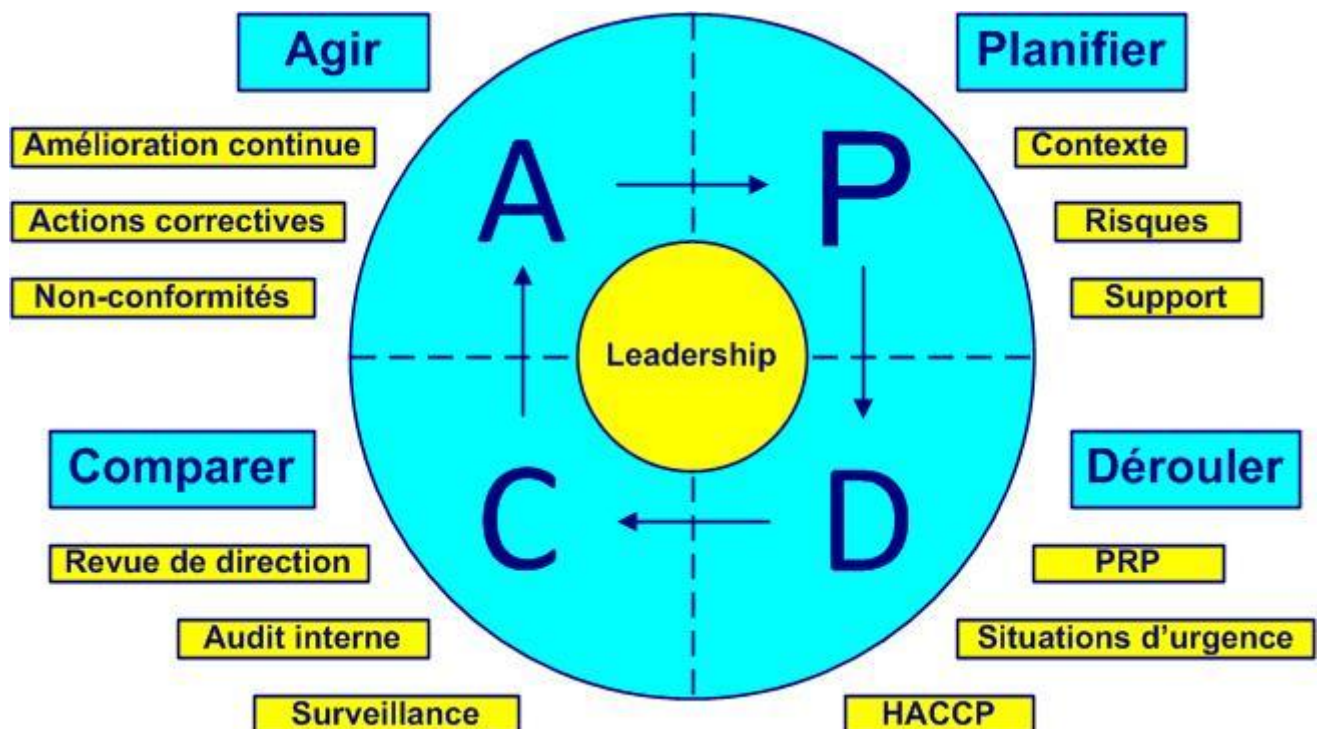 Agir
Planifier
Amélioration continue
Contexte
Actions correctives
Risques
Non-conformités
Support
A
P
Leadership
C
D
Comparer
Dérouler
Revue de direction
PRP
Audit interne
Situations d'urgence
Surveillance
HACCP